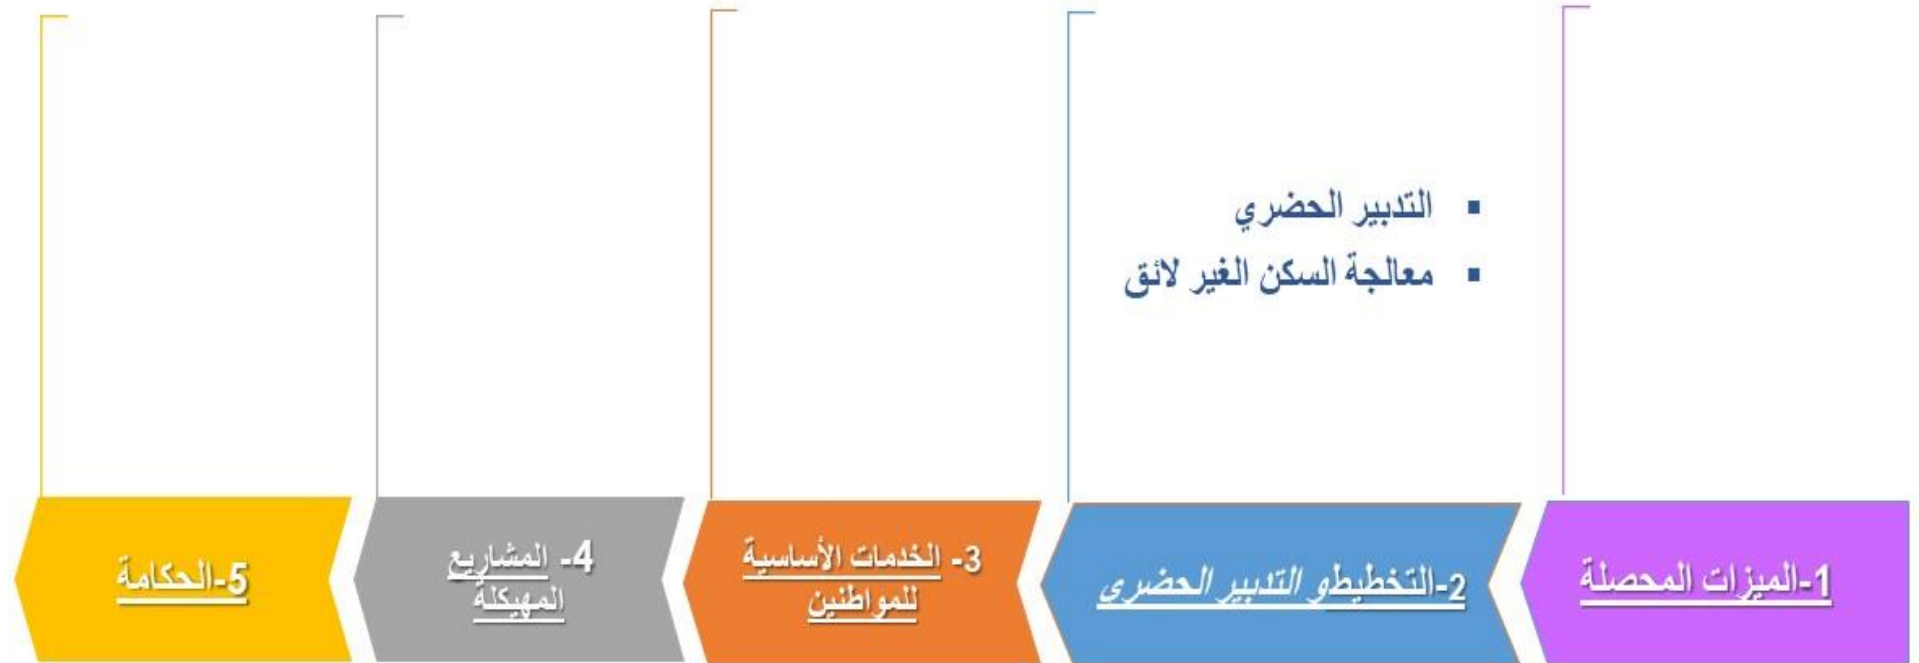 ▪ التدبير الحضري
▪ معالجة السكن الغير لائق
1-الميزات المحصلة
2-التخطيطو التدبير الحضري
3- الخدمات الأساسية
للمواطنين
4- المشاريع
المهيكلة
5-الحكامة